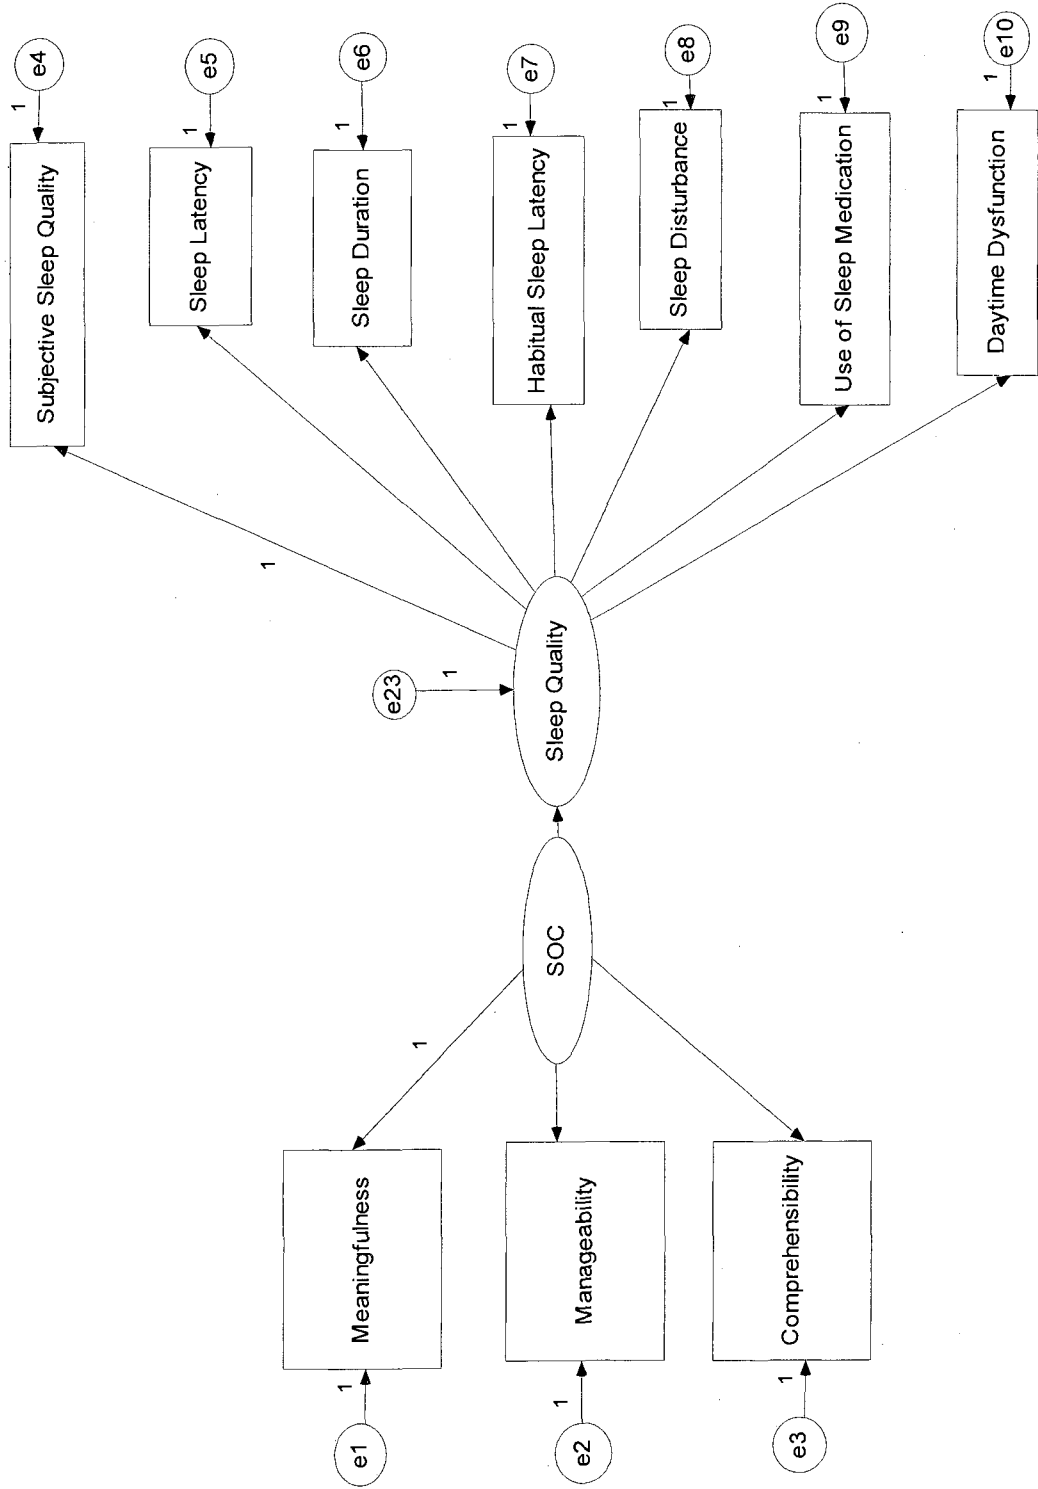 e4
1
Subjective Sleep Quality
1
e5
1
Sleep Latency
e6
1
Sleep Duration
e23
1
e1
1
Meaningfulness
1
e7
1
Habitual Sleep Latency
e2
1
Manageability
SOC
Sleep Quality
e8
1
Sleep Disturbance
e3
1
Comprehensibility
e9
1
Use of Sleep Medication
e10
1
Daytime Dysfunction